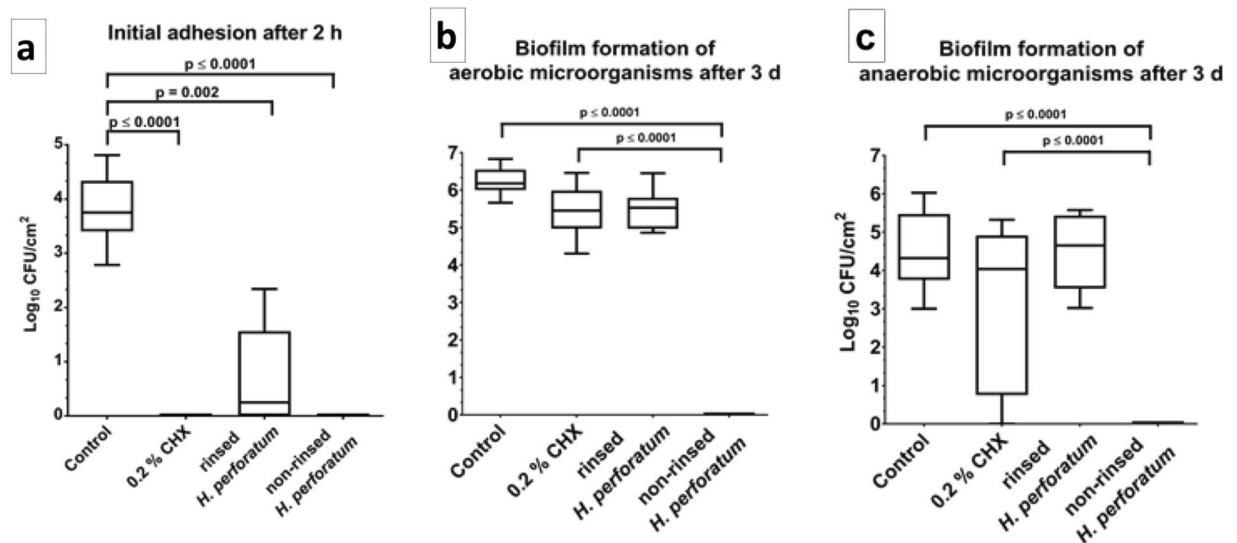 a
Initial adhesion after 2 h
p ≤ 0.0001
p = 0.002
p ≤ 0.0001
5
4
3
2
1
0
Log10 CFU/cm2
Control
0.2 % CHX
rinsed
H. perforatum
non-rinsed
H. perforatum
b
Biofilm formation of
aerobic microorganisms after 3 d
p ≤ 0.0001
p ≤ 0.0001
7
6
5
4
3
2
1
0
Control
0.2 % CHX
rinsed
H. perforatum
non-rinsed
H. perforatum
c
Biofilm formation of
anaerobic microorganisms after 3 d
p ≤ 0.0001
p ≤ 0.0001
7
6
5
4
3
2
1
0
Log10 CFU/cm2
Control
0.2 % CHX
rinsed
H. perforatum
non-rinsed
H. perforatum